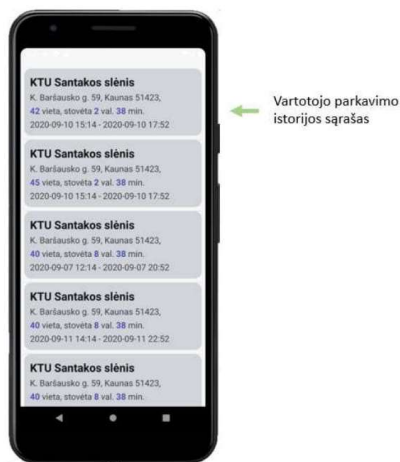 KTU Santakos slėnis
K. Baršausko g. 59, Kaunas 51423,
42 vieta, stovėta 2 val. 38 min.
2020-09-10 15:14 - 2020-09-10 17:52
KTU Santakos slėnis
K. Baršausko g. 59, Kaunas 51423,
45 vieta, stovėta 2 val. 38 min.
2020-09-10 15:14 - 2020-09-10 17:52
KTU Santakos slėnis
K. Baršausko g. 59, Kaunas 51423,
40 vieta, stovėta 8 val. 38 min.
2020-09-07 12:14 - 2020-09-07 20:52
KTU Santakos slėnis
K. Baršausko g. 59, Kaunas 51423,
40 vieta, stovėta 8 val. 38 min.
2020-09-11 14:14 - 2020-09-11 22:52
KTU Santakos slėnis
K. Baršausko g. 59, Kaunas 51423,
40 vieta, stovėta 8 val. 38 min.
Vartotojo parkavimo
istorijos sąrašas